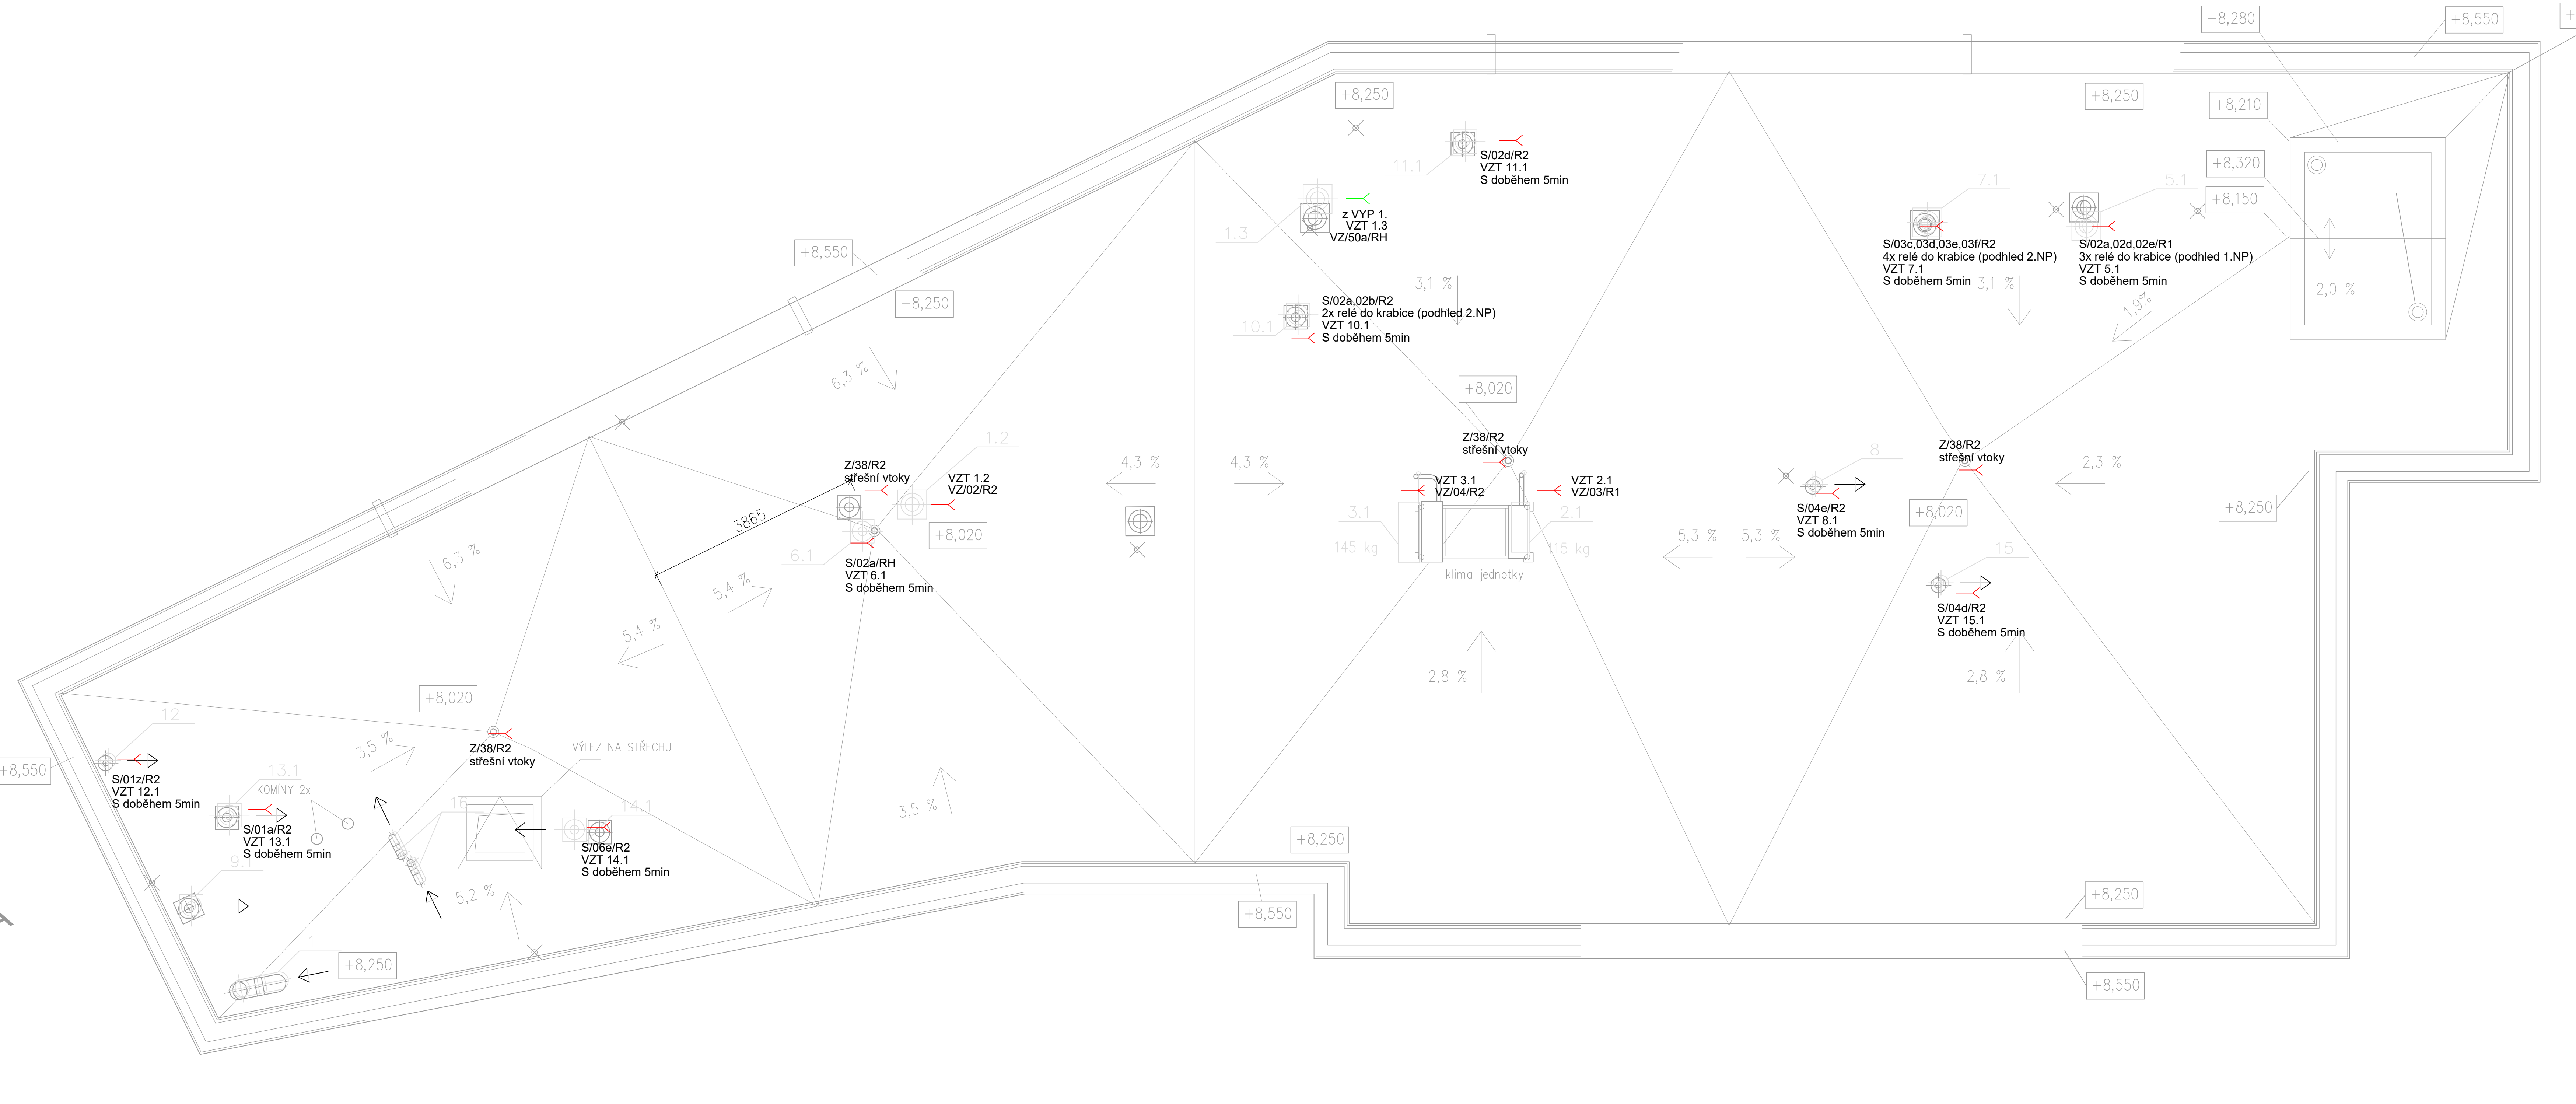 +8,280
+8,550
+8,250
+8,250
+8,210
11.1
S/02d/R2
VZT 11.1
S doběhem 5min
+8,320
7.1
5.1
+8,150
z VYP 1.
VZT 1.3
VZ/50a/RH
1.3
S/03c,03d,03e,03f/R2
4x relé do krabice (podhled 2.NP)
VZT 7.1
S doběhem 5min
S/02a,02d,02e/R1
3x relé do krabice (podhled 1.NP)
VZT 5.1
S doběhem 5min
+8,550
+8,250
3,1 %
3,1 %
1,9%
2,0 %
S/02a,02b/R2
2x relé do krabice (podhled 2.NP)
VZT 10.1
S doběhem 5min
10.1
6,3 %
+8,020
Z/38/R2
střešní vtoky
Z/38/R2
střešní vtoky
1.2
8
Z/38/R2
střešní vtoky
VZT 1.2
VZ/02/R2
4,3 %
4,3 %
2,3 %
VZT 3.1
VZ/04/R2
VZT 2.1
VZ/03/R1
3865
+8,020
3.1
145 kg
2.1
115 kg
klima jednotky
S/04e/R2
VZT 8.1
S doběhem 5min
+8,020
+8,250
5,3 %
5,3 %
6.1
S/02a/RH
VZT 6.1
S doběhem 5min
6,3 %
5,4 %
5,4 %
15
S/04d/R2
VZT 15.1
S doběhem 5min
2,8 %
2,8 %
+8,020
12
3,5 %
Z/38/R2
střešní vtoky
VÝLEZ NA STŘECHU
+8,550
S/01z/R2
VZT 12.1
S doběhem 5min
13.1
KOMÍNY 2x
16
14.1
3,5 %
S/01a/R2
VZT 13.1
S doběhem 5min
S/06e/R2
VZT 14.1
S doběhem 5min
+8,250
9.1
5,2 %
+8,550
+8,250
1
+8,250
+8,550
A